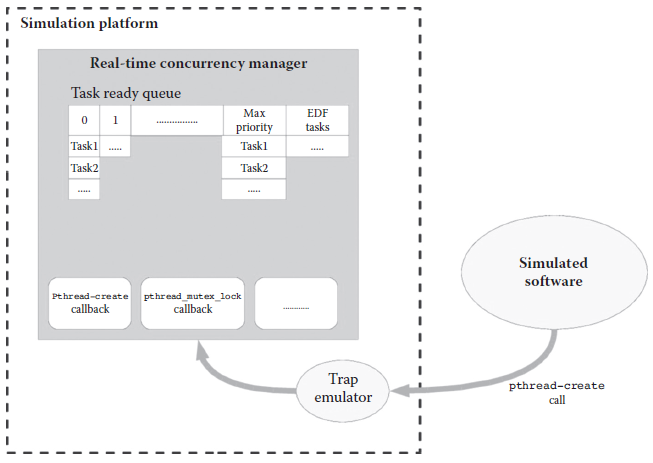 Simulation platform
Real-time concurrency manager
Task ready queue
0 1 ................ Max priority EDF tasks
Task1 ..... Task1 .....
Task2 Task2
..... .....
Pthread-create
callback
pthread_mutex_lock
callback
............
Simulated
software
Trap
emulator
pthread-create
call